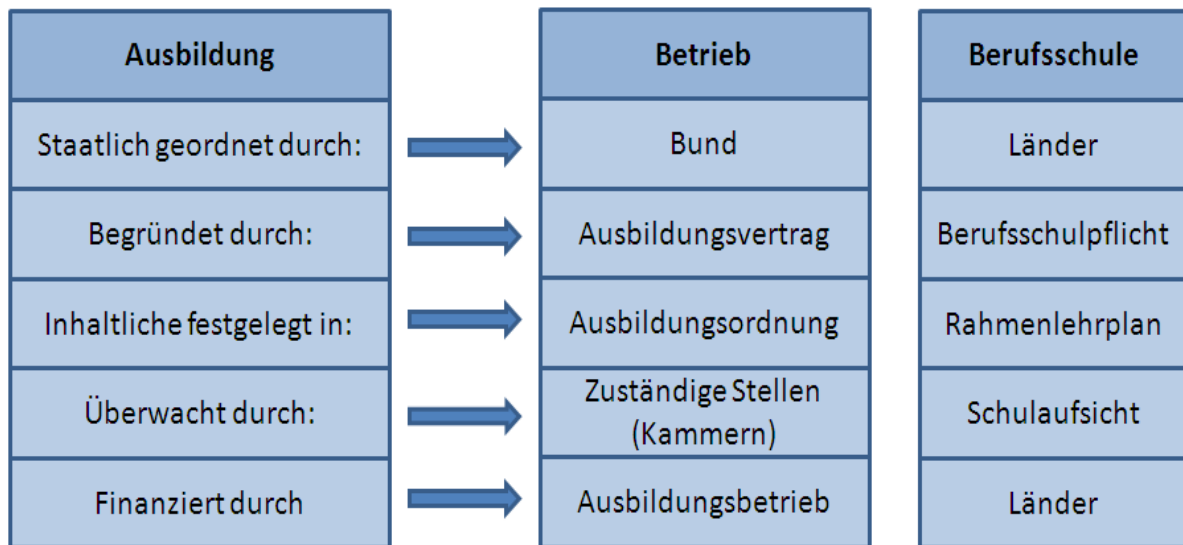 Ausbildung Betrieb Berufsschule
Staatlich geordnet durch: Bund Länder
Begründet durch: Ausbildungsvertrag Berufsschulpflicht
Inhaltliche festgelegt in: Ausbildungsordnung Rahmenlehrplan
Überwacht durch: Zuständige Stellen
(Kammern) Schulaufsicht
Finanziert durch Ausbildungsbetrieb Länder